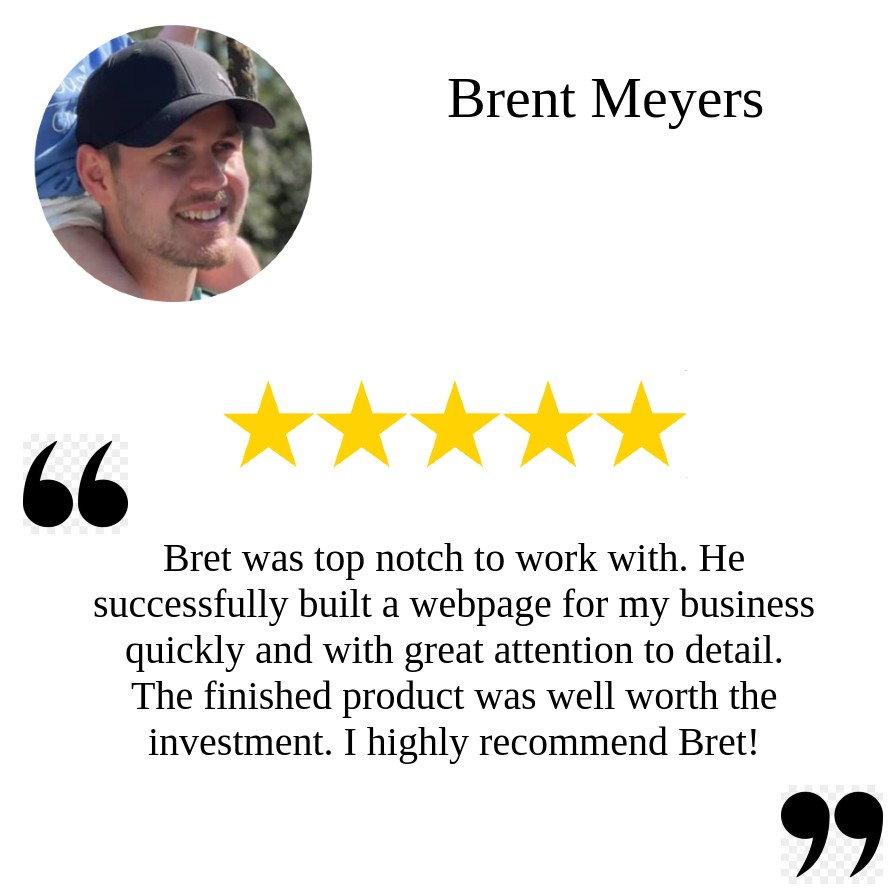 Brent Meyers
“
Bret was top notch to work with. He
successfully built a webpage for my business
quickly and with great attention to detail.
The finished product was well worth the
investment. I highly recommend Bret!
”